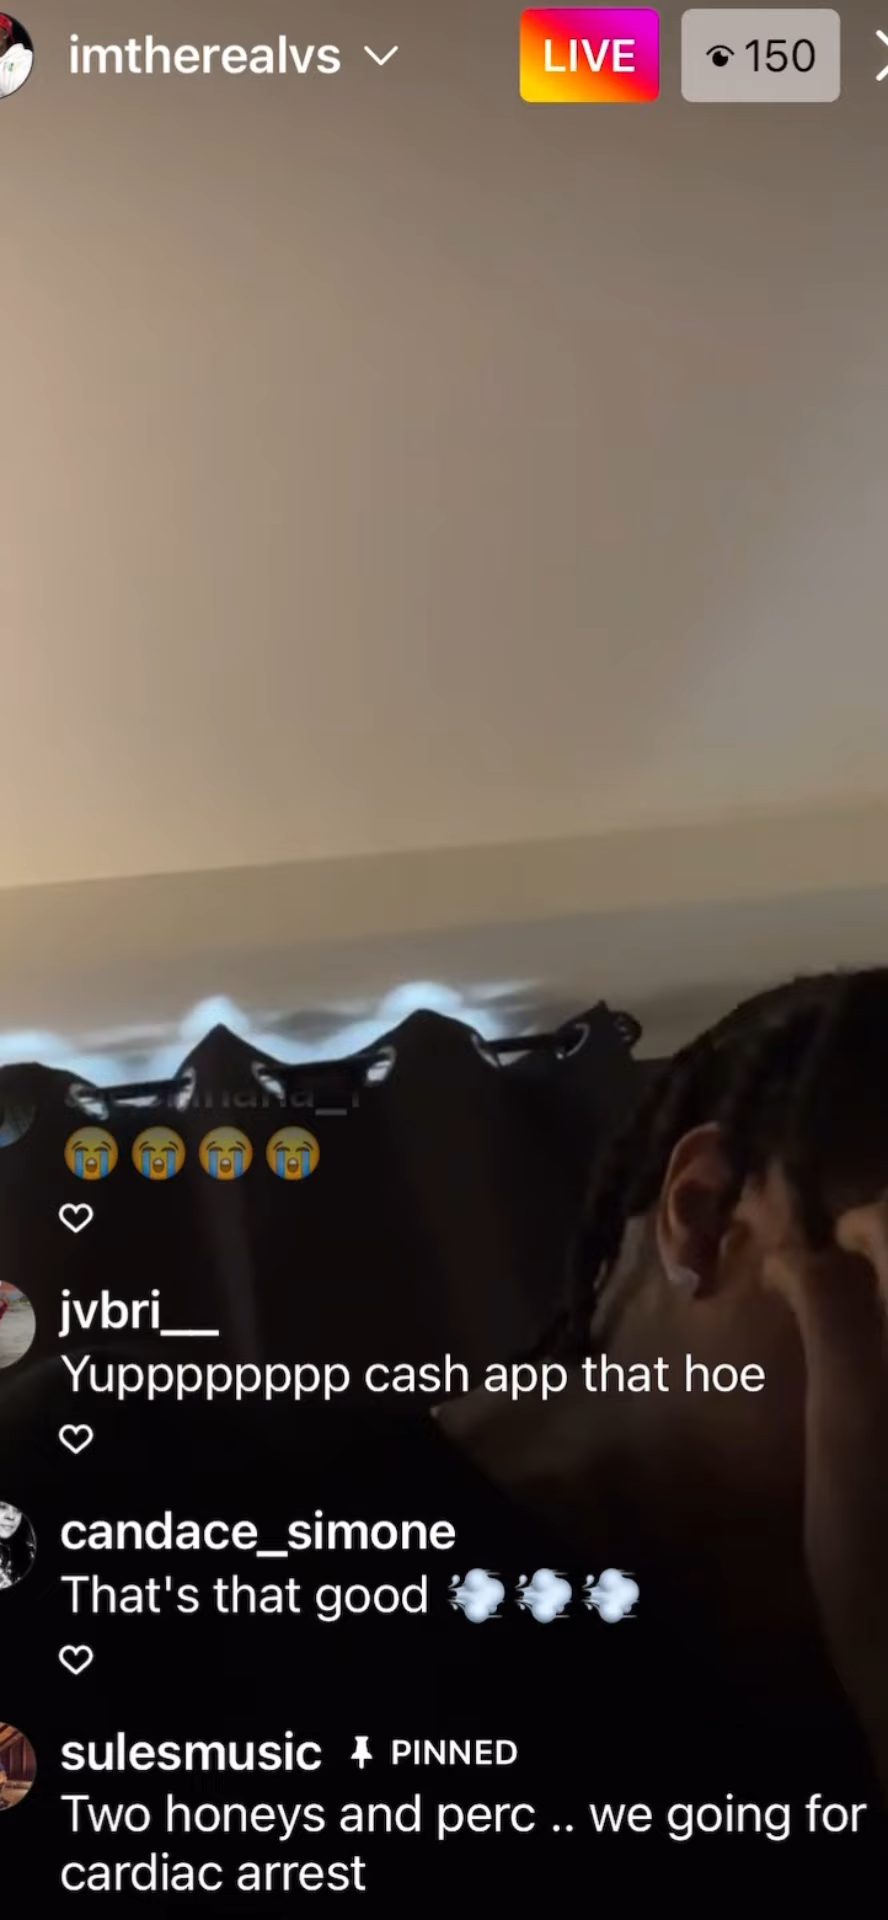 imtherealvs
LIVE
150
😭😭😭😭
jvbri__
Yupppppppp cash app that hoe
candace_simone
That's that good 💨💨💨
sulesmusic PINNED
Two honeys and perc .. we going for
cardiac arrest